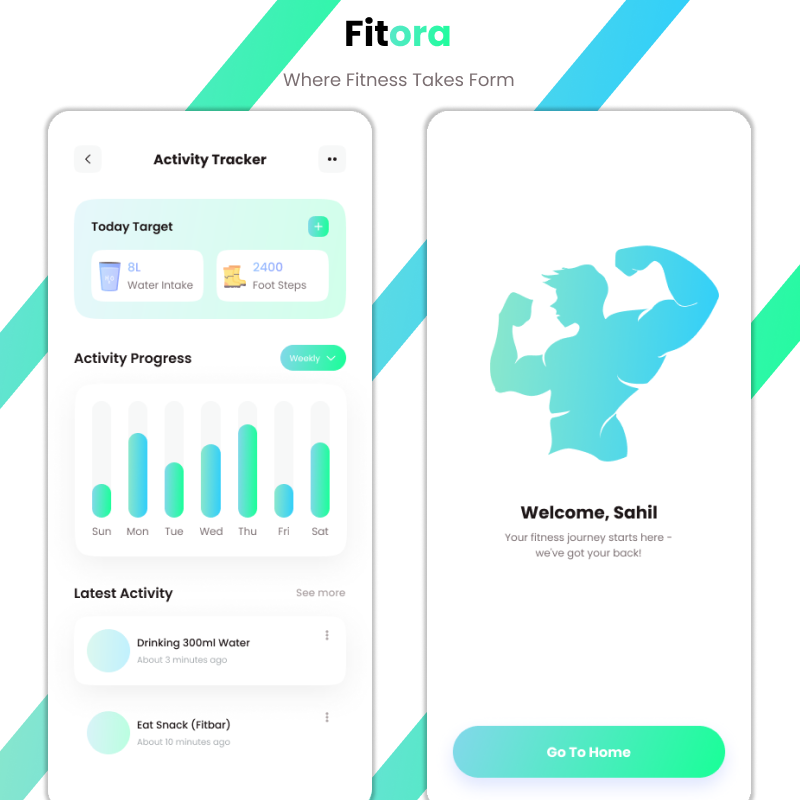 Fitora
Where Fitness Takes Form
Activity Tracker
Today Target
8L
Water Intake
2400
Foot Steps
Activity Progress
Weekly
Sun Mon Tue Wed Thu Fri Sat
Latest Activity
See more
Drinking 300ml Water
About 3 minutes ago
Eat Snack (Fitbar)
About 10 minutes ago
Welcome, Sahil
Your fitness journey starts here -
we've got your back!
Go To Home